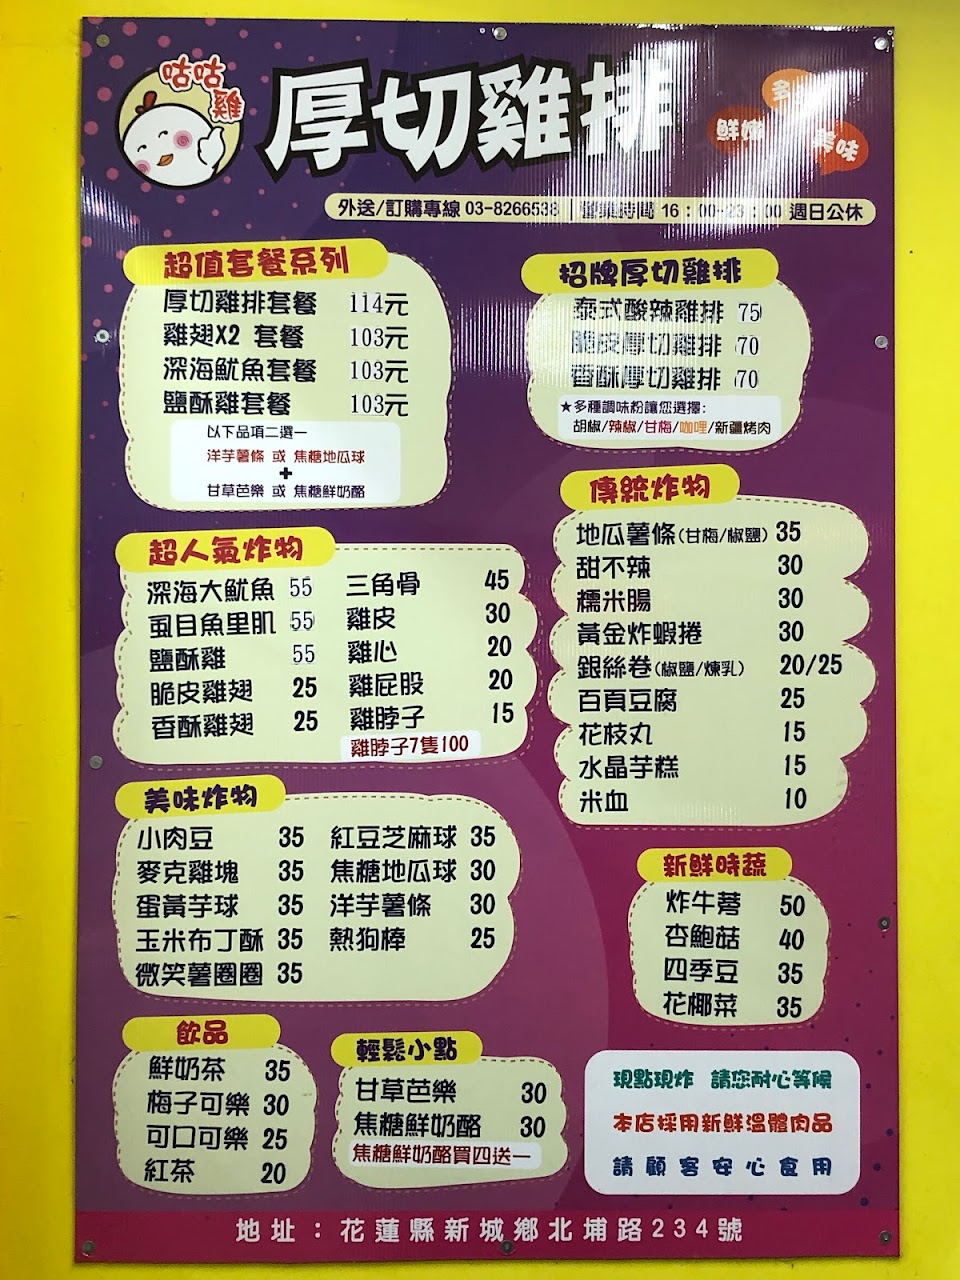 咕咕雞
厚切雞排
鮮嫩
美味
外送/訂購專線 03-8266538 | 營業時間 16：00-23：00 週日公休
超值套餐系列
厚切雞排套餐 114元
雞翅X2 套餐 103元
深海魷魚套餐 103元
鹽酥雞套餐 103元
以下品項二選一
洋芋薯條 或 焦糖地瓜球
+
甘草芭樂 或 焦糖鮮奶酪
招牌厚切雞排
泰式酸辣雞排 75
脆皮厚切雞排 70
香酥厚切雞排 70
★多種調味粉讓您選擇:
胡椒/辣椒/甘梅/咖哩/新疆烤肉
超人氣炸物
深海大魷魚 55
虱目魚里肌 55
鹽酥雞 55
脆皮雞翅 25
香酥雞翅 25
三角骨 45
雞皮 30
雞心 20
雞屁股 20
雞脖子 15
雞脖子7隻100
傳統炸物
地瓜薯條(甘梅/椒鹽) 35
甜不辣 30
糯米腸 30
黃金炸蝦捲 30
銀絲卷(椒鹽/煉乳) 20/25
百頁豆腐 25
花枝丸 15
水晶芋糕 15
米血 10
美味炸物
小肉豆 35
麥克雞塊 35
蛋黃芋球 35
玉米布丁酥 35
微笑薯圈圈 35
紅豆芝麻球 35
焦糖地瓜球 30
洋芋薯條 30
熱狗棒 25
新鮮時蔬
炸牛蒡 50
杏鮑菇 40
四季豆 35
花椰菜 35
飲品
鮮奶茶 35
梅子可樂 30
可口可樂 25
紅茶 20
輕鬆小點
甘草芭樂 30
焦糖鮮奶酪 30
焦糖鮮奶酪買四送一
現點現炸 請您耐心等候
本店採用新鮮溫體肉品
請顧客安心食用
地址：花蓮縣新城鄉北埔路234號